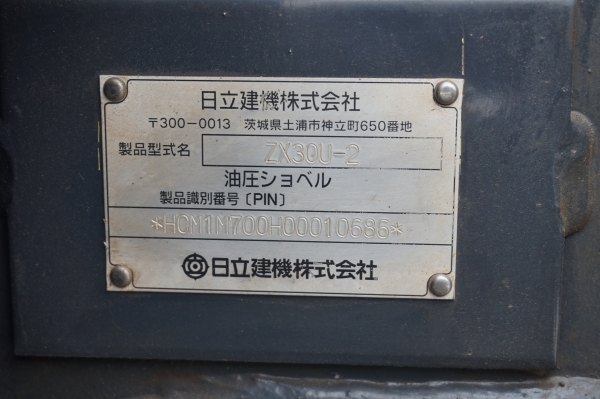 日立建機株式会社
〒300-0013 茨城県土浦市神立町650番地
製品型式名 ZX30U-2
油圧ショベル
製品識別番号〔PIN〕
*HCM1M700H00010685*
日立建機株式会社